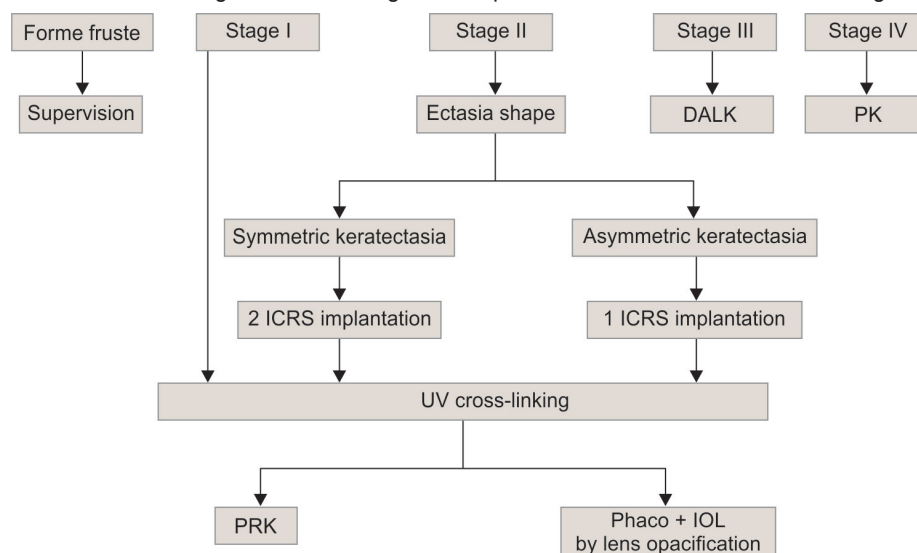 Forme fruste
Stage I
Stage II
Stage III
Stage IV
Supervision
Ectasia shape
DALK
PK
Symmetric keratectasia
Asymmetric keratectasia
2 ICRS implantation
1 ICRS implantation
UV cross-linking
PRK
Phaco + IOL
by lens opacification